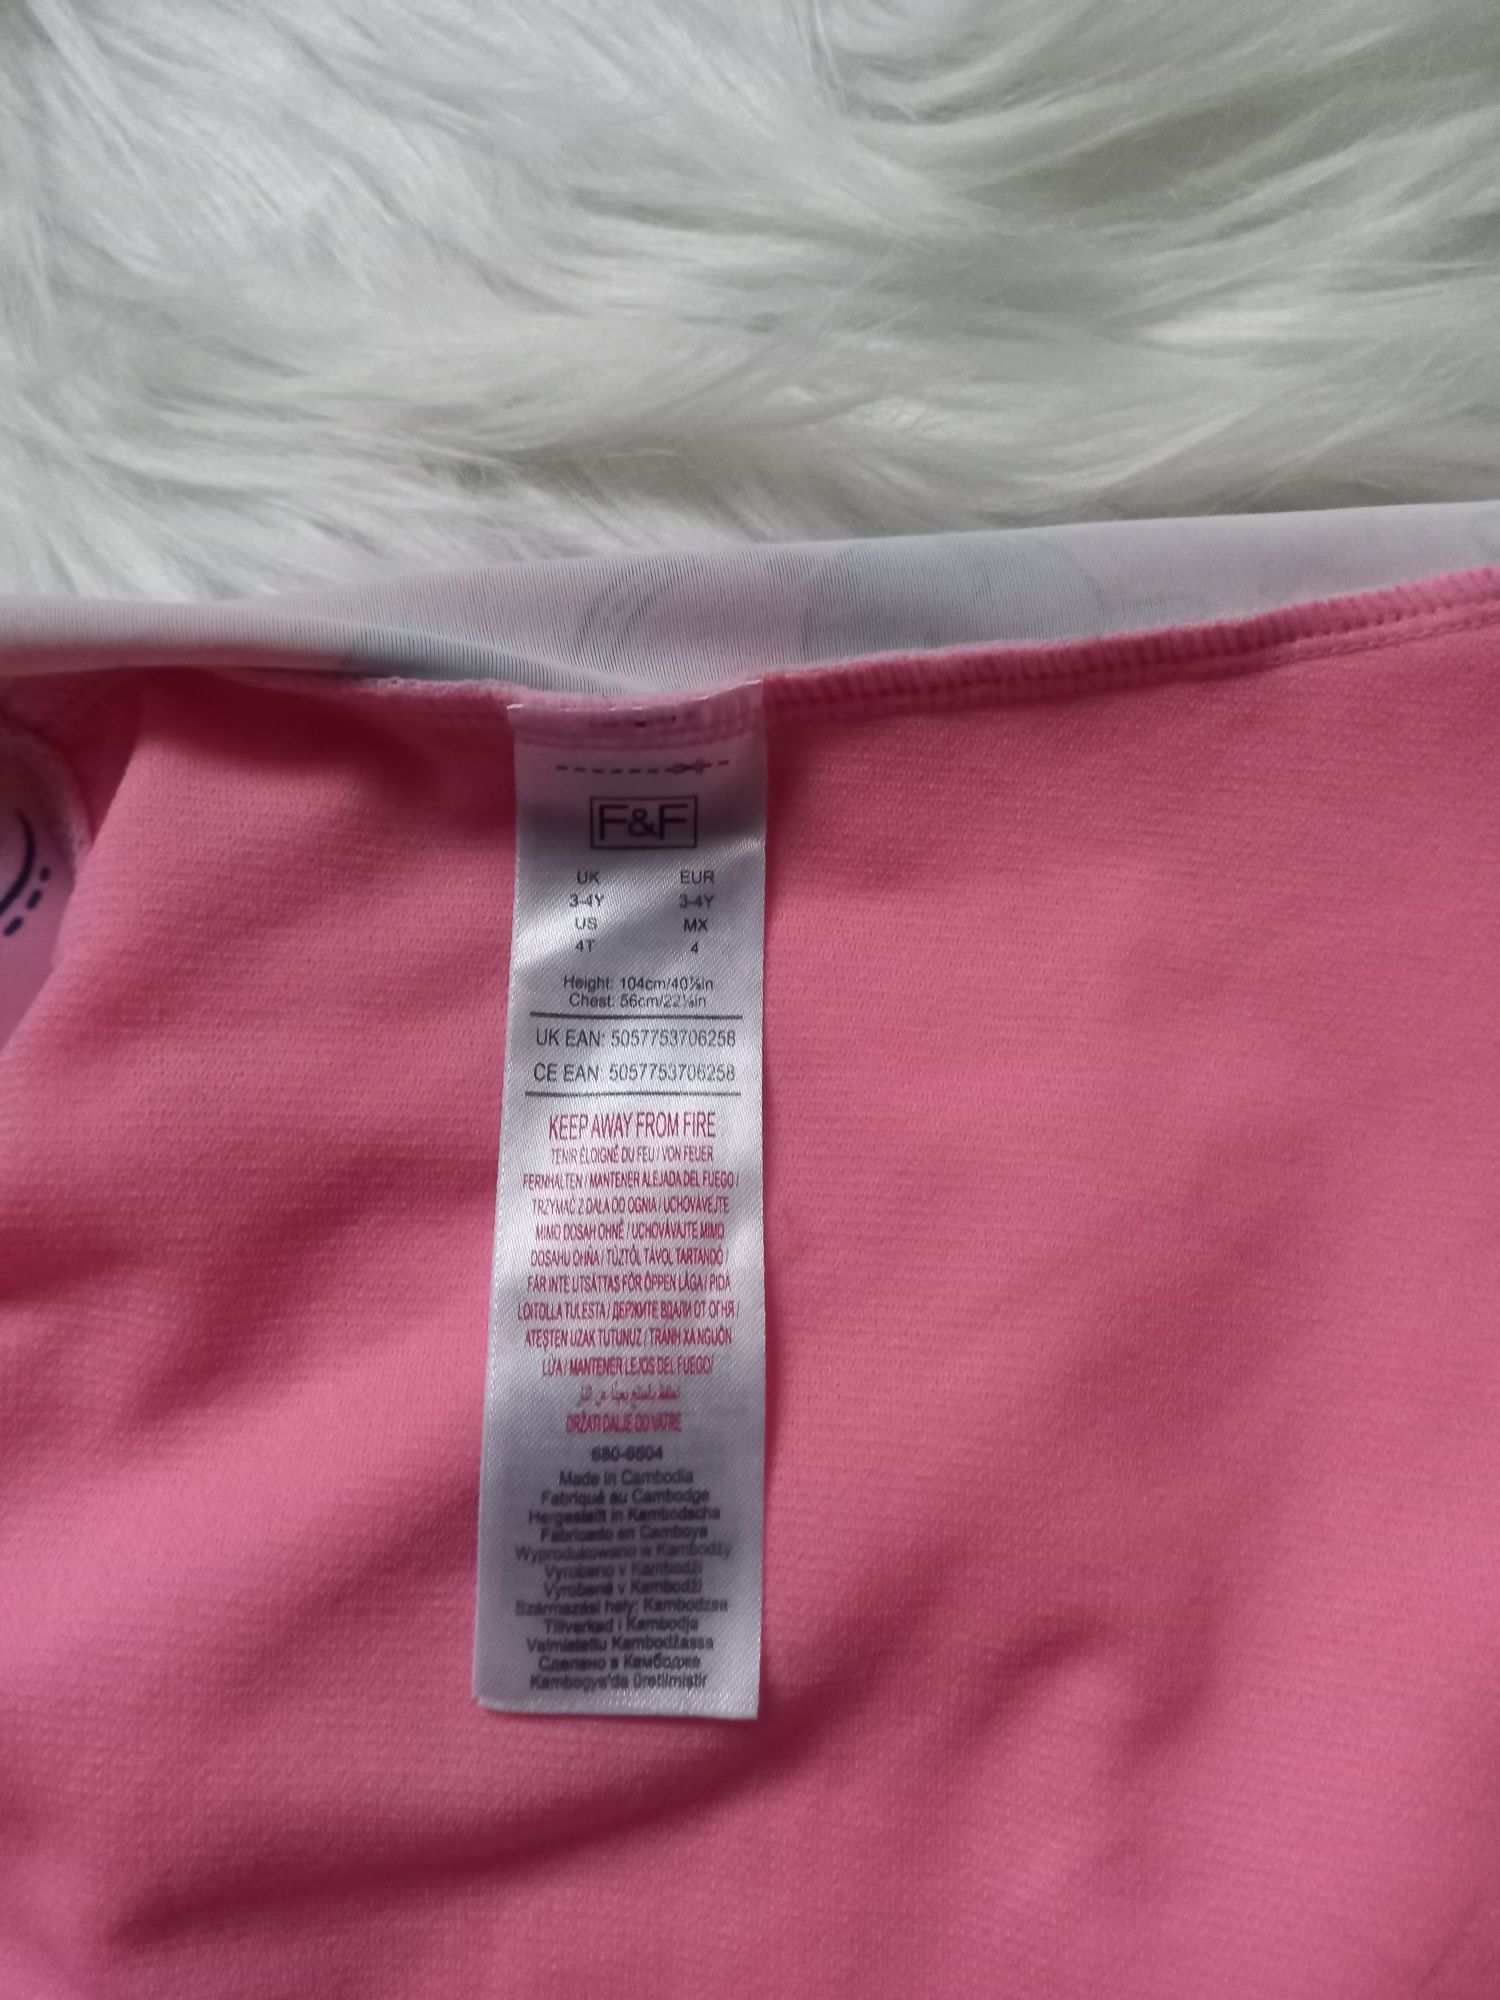 F&F
UK EUR
3-4Y 3-4Y
US MX
4T 4
Height: 104cm/40⅞in
Chest: 56cm/22⅛in
UK EAN: 5057753706258
CE EAN: 5057753706258
KEEP AWAY FROM FIRE
TENIR ÉLOIGNÉ DU FEU / VON FEUER
FERNHALTEN / MANTENER ALEJADA DEL FUEGO /
TRZYMAĆ Z DALA OD OGNIA / UCHOVÁVEJTE
MIMO DOSAH OHNĚ / UCHOVÁVAJTE MIMO
DOSAHU OHŇA / TŰZTŐL TÁVOL TARTANDÓ /
FÅR INTE UTSÄTTAS FÖR ÖPPEN LÅGA / PIDÄ
LOITOLLA TULESTA / ДЕРЖИТЕ ВДАЛИ ОТ ОГНЯ /
ATEŞTEN UZAK TUTUNUZ / TRÁNH XA NGUỒN
LỬA / MANTENER LEJOS DEL FUEGO/
DRŽATI DALJE OD VATRE
680-6504
Made in Cambodia
Fabriqué au Cambodge
Hergestellt in Kambodscha
Fabricado en Camboya
Wyprodukowano w Kambodży
Vyrobeno v Kambodži
Vyrobené v Kambodži
Származási hely: Kambodzsa
Tillverkad i Kambodja
Valmistettu Kambodžassa
Сделано в Камбодже
Kamboçya'da üretilmiştir